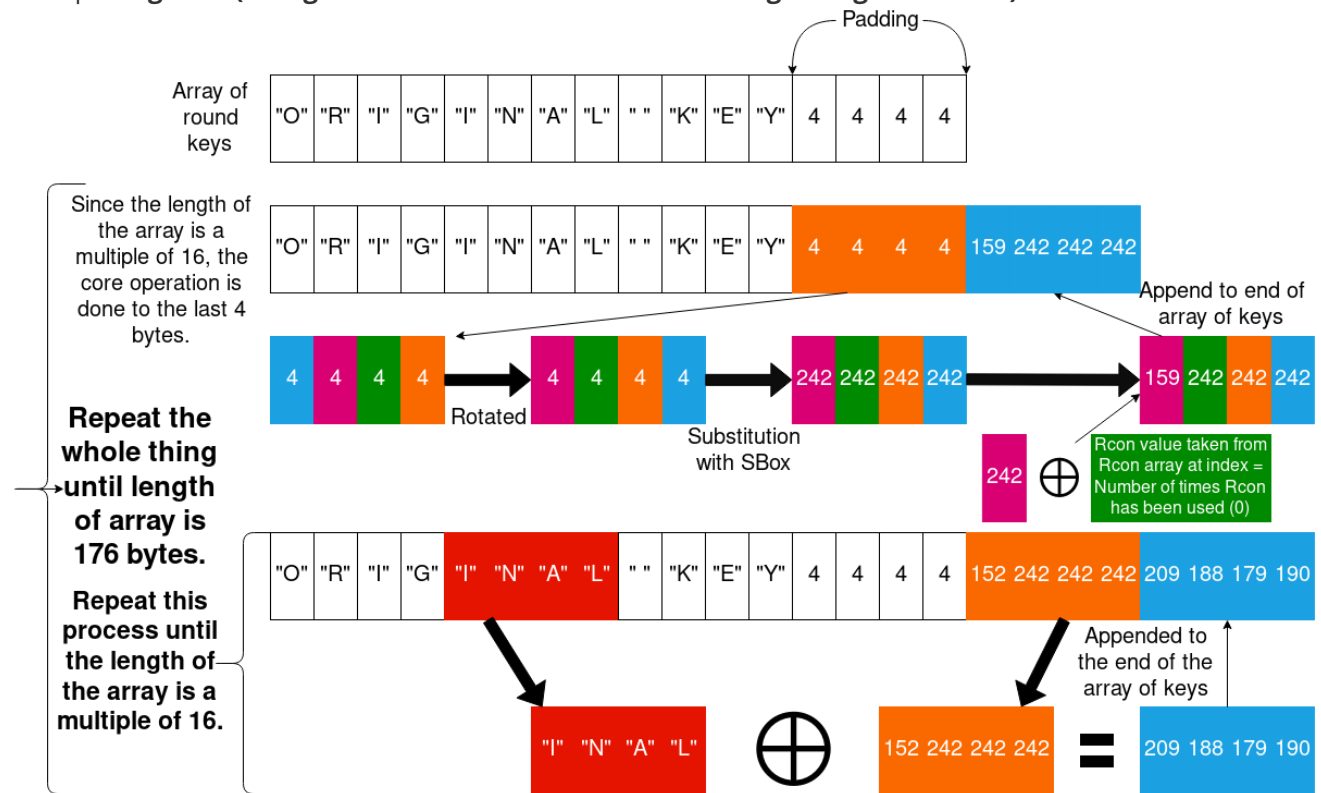 Padding
Array of
round
keys
"O" "R" "I" "G" "I" "N" "A" "L" " " "K" "E" "Y" 4 4 4 4
Since the length of
the array is a
multiple of 16, the
core operation is
done to the last 4
bytes.
"O" "R" "I" "G" "I" "N" "A" "L" " " "K" "E" "Y" 4 4 4 4 159 242 242 242
Append to end of
array of keys
4 4 4 4
Rotated
4 4 4 4
Substitution
with SBox
242 242 242 242
159 242 242 242
242
Rcon value taken from
Rcon array at index =
Number of times Rcon
has been used (0)
Repeat the
whole thing
until length
of array is
176 bytes.
Repeat this
process until
the length of
the array is a
multiple of 16.
"O" "R" "I" "G" "I" "N" "A" "L" " " "K" "E" "Y" 4 4 4 4 152 242 242 242 209 188 179 190
Appended to
the end of the
array of keys
"I" "N" "A" "L"
152 242 242 242
=
209 188 179 190